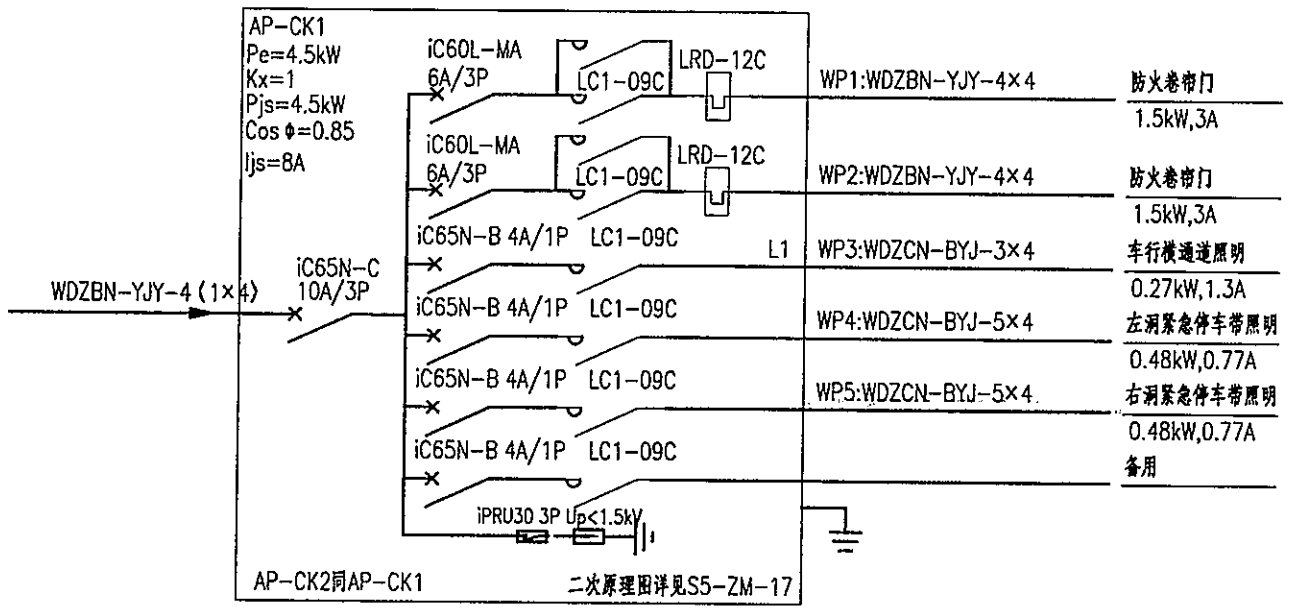 AP-CK1
Pe=4.5kW
Kx=1
Pjs=4.5kW
Cosφ=0.85
Ijs=8A
iC60L-MA
6A/3P
LC1-09C
LRD-12C
WP1:WDZBN-YJY-4×4
防火卷帘门
1.5kW,3A
iC60L-MA
6A/3P
LC1-09C
LRD-12C
WP2:WDZBN-YJY-4×4
防火卷帘门
1.5kW,3A
iC65N-B 4A/1P LC1-09C
L1 WP3:WDZCN-BYJ-3×4
车行横通道照明
0.27kW,1.3A
WDZBN-YJY-4(1×4)
iC65N-C
10A/3P
iC65N-B 4A/1P LC1-09C
WP4:WDZCN-BYJ-5×4
左洞紧急停车带照明
0.48kW,0.77A
iC65N-B 4A/1P LC1-09C
WP5:WDZCN-BYJ-5×4
右洞紧急停车带照明
0.48kW,0.77A
iC65N-B 4A/1P LC1-09C
备用
iPRU30 3P Up<1.5kV
AP-CK2同AP-CK1
二次原理图详见S5-ZM-17